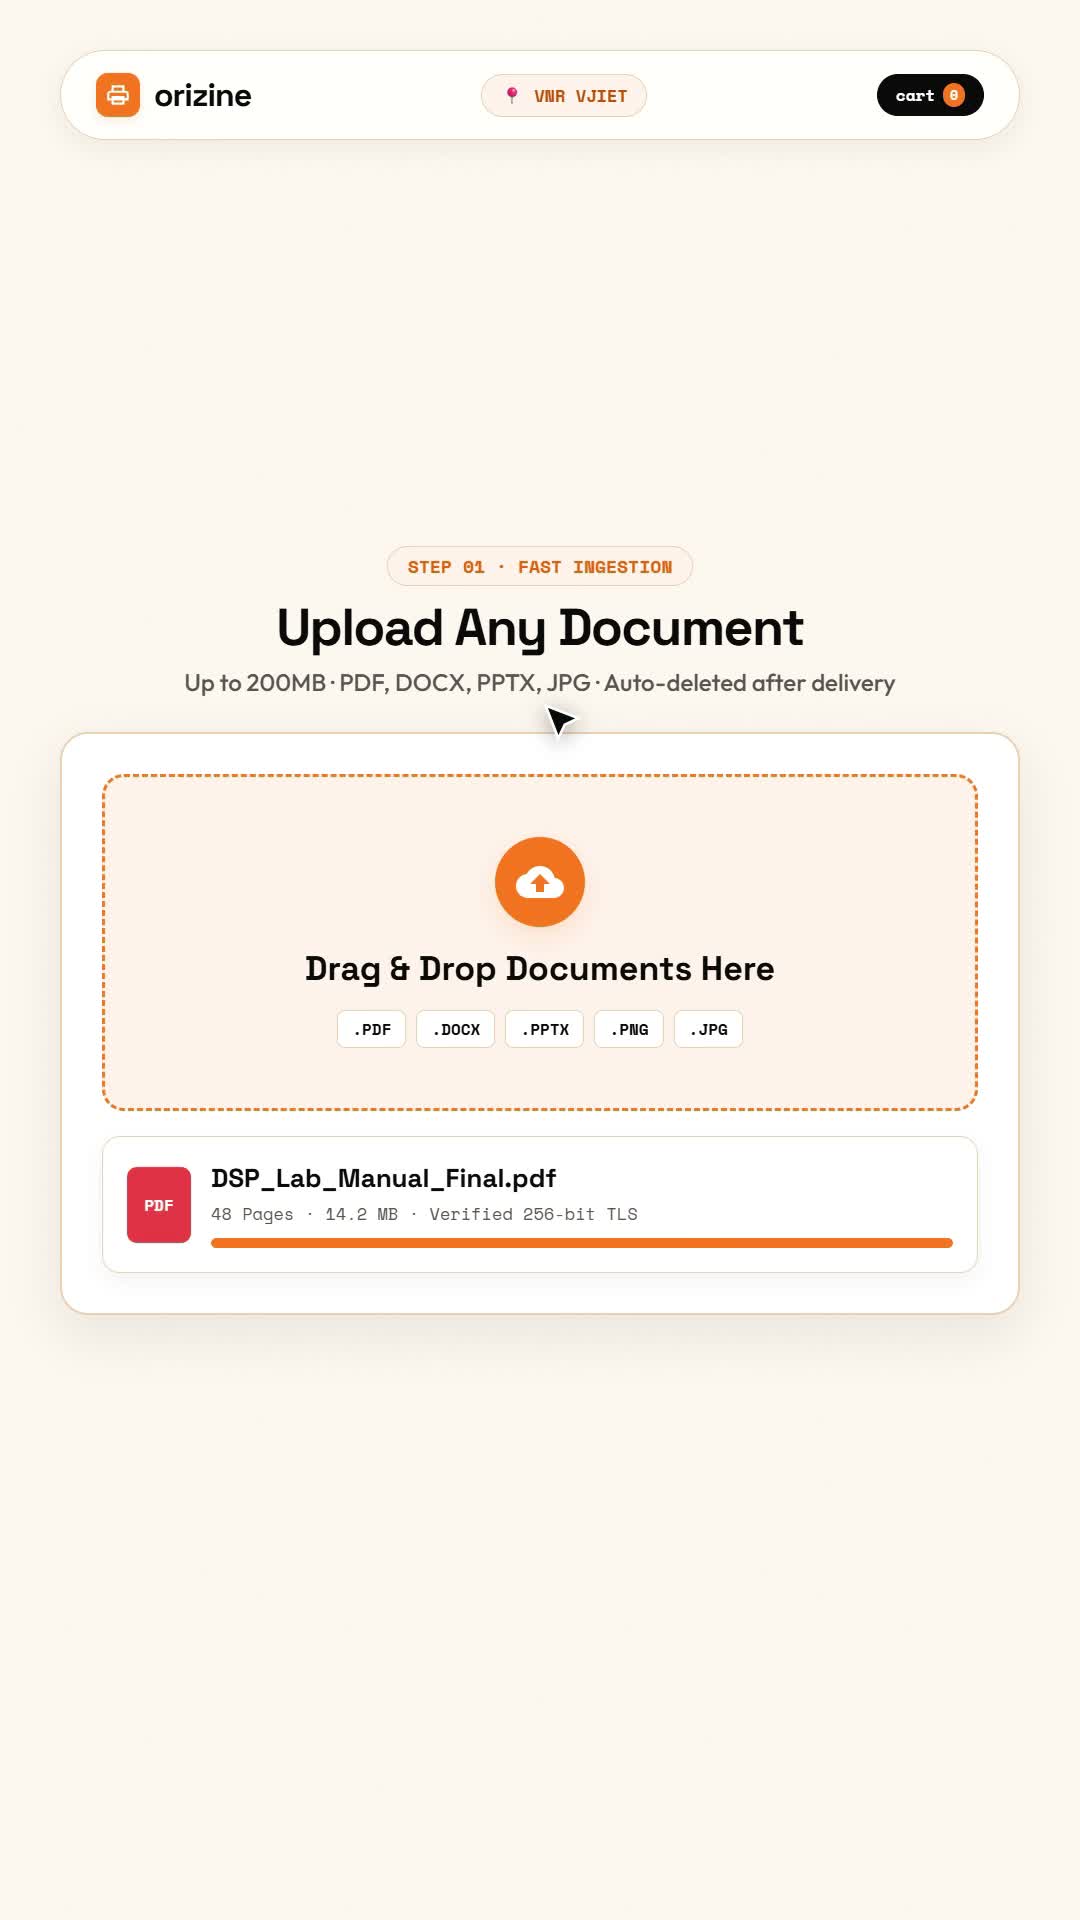 orizine
VNR VJIET
cart 0
STEP 01 · FAST INGESTION
Upload Any Document
Up to 200MB · PDF, DOCX, PPTX, JPG · Auto-deleted after delivery
Drag & Drop Documents Here
.PDF .DOCX .PPTX .PNG .JPG
PDF
DSP_Lab_Manual_Final.pdf
48 Pages · 14.2 MB · Verified 256-bit TLS